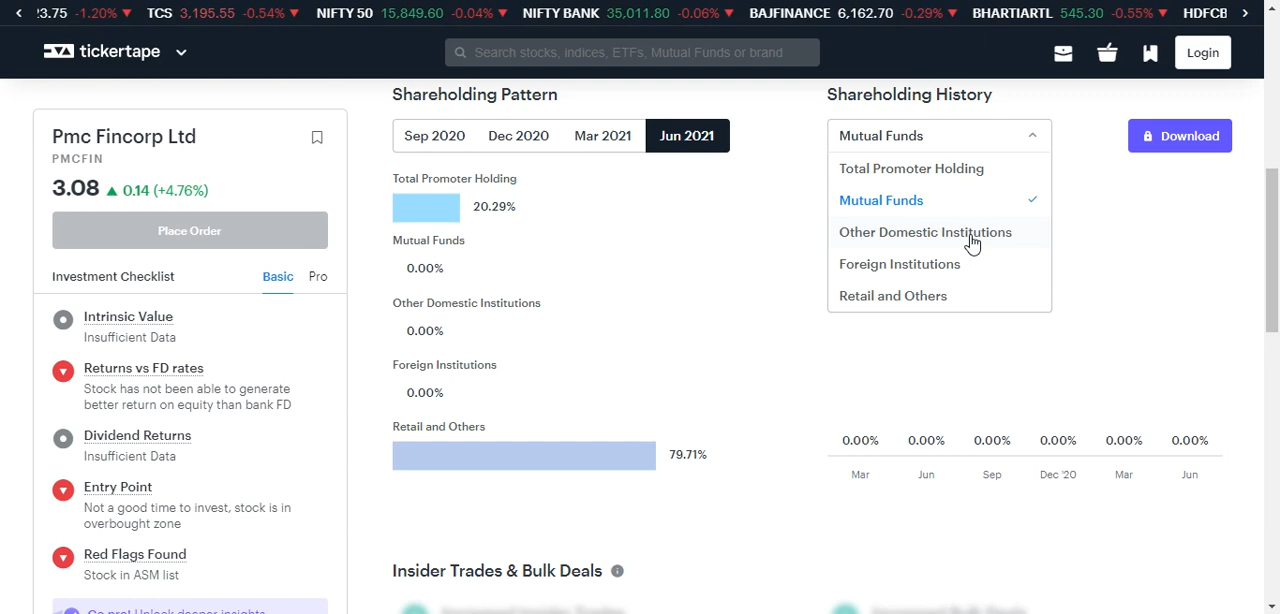 23.75 -1.20% TCS 3,195.55 -0.54% NIFTY 50 15,849.60 -0.04% NIFTY BANK 35,011.80 -0.06% BAJFINANCE 6,162.70 -0.29% BHARTIARTL 545.30 -0.55% HDFCB
tickertape
Search stocks, indices, ETFs, Mutual Funds or brand
Login
Pmc Fincorp Ltd
PMCFIN
3.08 0.14 (+4.76%)
Place Order
Investment Checklist Basic Pro
Intrinsic Value
Insufficient Data
Returns vs FD rates
Stock has not been able to generate
better return on equity than bank FD
Dividend Returns
Insufficient Data
Entry Point
Not a good time to invest, stock is in
overbought zone
Red Flags Found
Stock in ASM list
Go pro! Unlock deeper insights
Shareholding Pattern
Sep 2020 Dec 2020 Mar 2021 Jun 2021
Total Promoter Holding
20.29%
Mutual Funds
0.00%
Other Domestic Institutions
0.00%
Foreign Institutions
0.00%
Retail and Others
79.71%
Shareholding History
Mutual Funds
Download
Total Promoter Holding
Mutual Funds
Other Domestic Institutions
Foreign Institutions
Retail and Others
0.00% 0.00% 0.00% 0.00% 0.00% 0.00%
Mar Jun Sep Dec '20 Mar Jun
Insider Trades & Bulk Deals